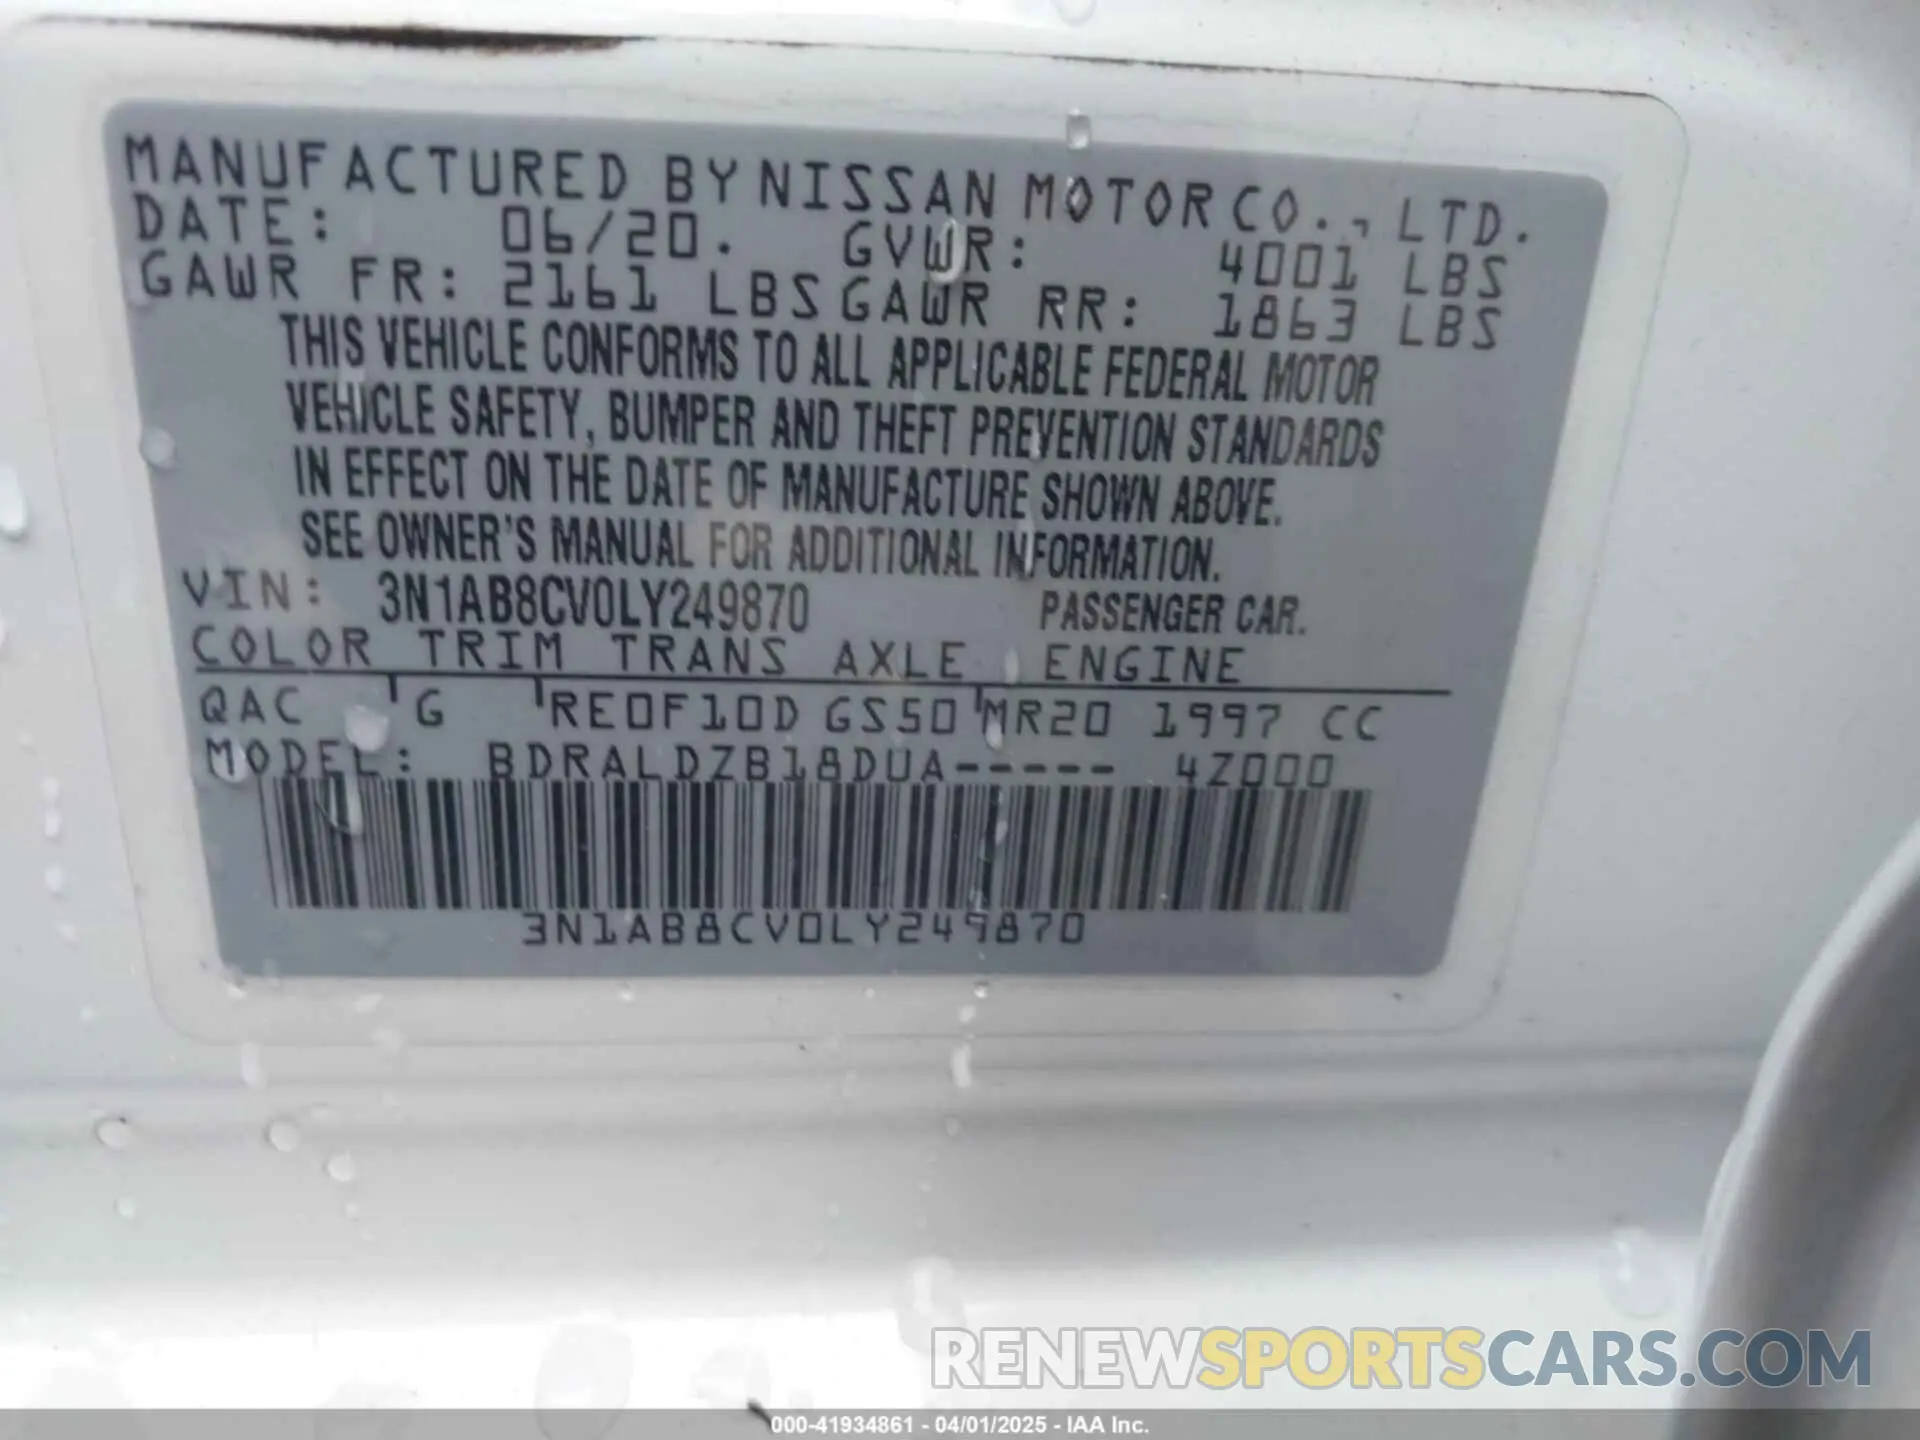 MANUFACTURED BY NISSAN MOTOR CO., LTD.
DATE: 06/20. GVWR: 4001 LBS
GAWR FR: 2161 LBS GAWR RR: 1863 LBS
THIS VEHICLE CONFORMS TO ALL APPLICABLE FEDERAL MOTOR
VEHICLE SAFETY, BUMPER AND THEFT PREVENTION STANDARDS
IN EFFECT ON THE DATE OF MANUFACTURE SHOWN ABOVE.
SEE OWNER'S MANUAL FOR ADDITIONAL INFORMATION.
VIN: 3N1AB8CV0LY249870 PASSENGER CAR.
COLOR TRIM TRANS AXLE ENGINE
QAC G RE0F10D GS50 MR20 1997 CC
MODEL: BDRALDZB18DUA----- 4Z000
3N1AB8CV0LY249870
RENEWSPORTSCARS.COM
000-41934861 - 04/01/2025 - IAA Inc.